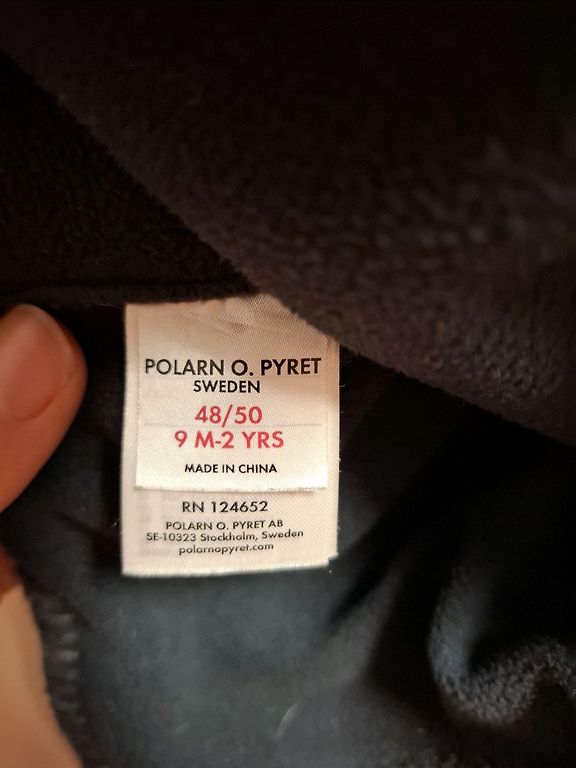 POLARN O. PYRET
SWEDEN
48/50
9 M-2 YRS
MADE IN CHINA
RN 124652
POLARN O. PYRET AB
SE-10323 Stockholm, Sweden
polarnopyret.com